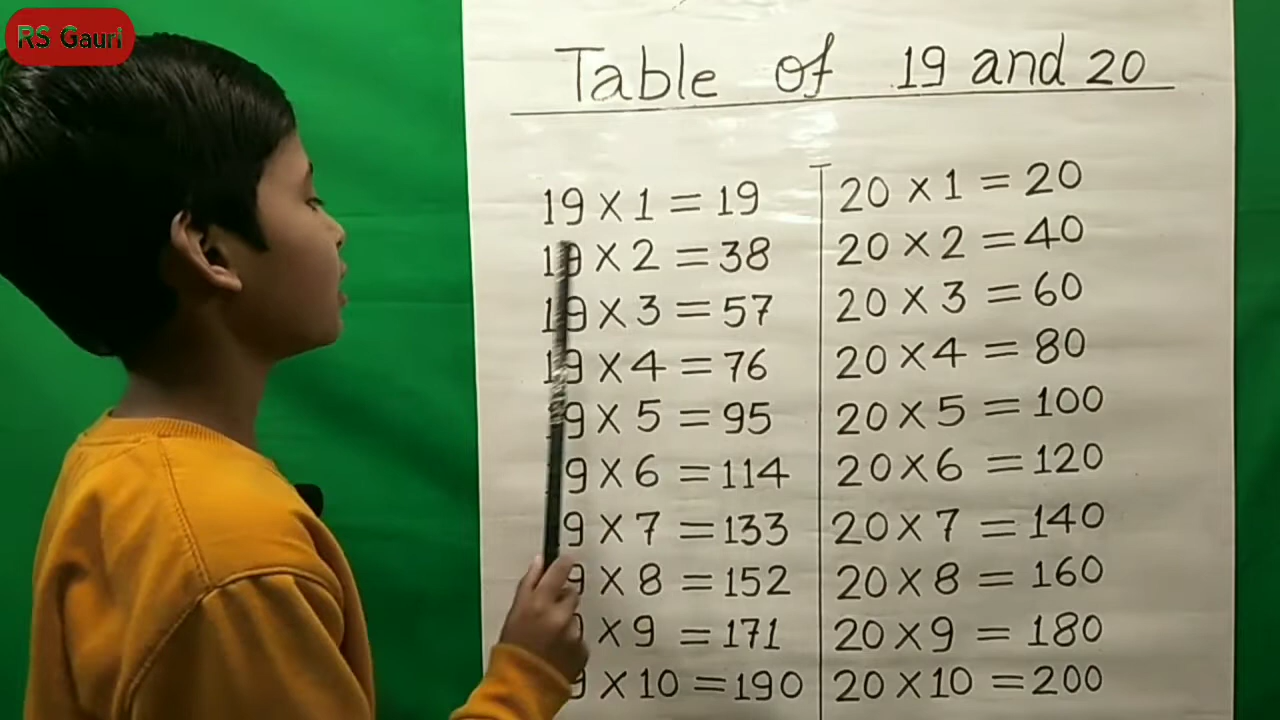 RS Gauri
Table of 19 and 20
19 × 1 = 19
19 × 2 = 38
19 × 3 = 57
19 × 4 = 76
19 × 5 = 95
9 × 6 = 114
9 × 7 = 133
9 × 8 = 152
9 × 9 = 171
9 × 10 = 190
20 × 1 = 20
20 × 2 = 40
20 × 3 = 60
20 × 4 = 80
20 × 5 = 100
20 × 6 = 120
20 × 7 = 140
20 × 8 = 160
20 × 9 = 180
20 × 10 = 200